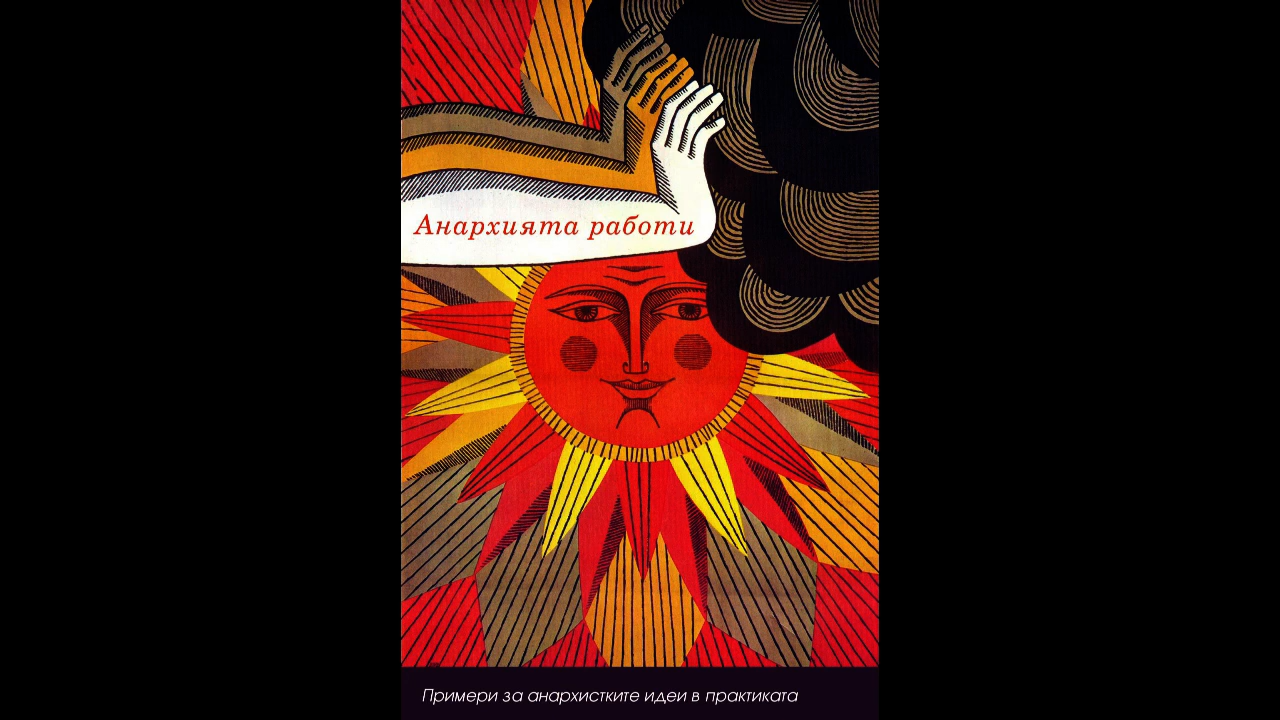 Анархията работи
Примери за анархистките идеи в практиката